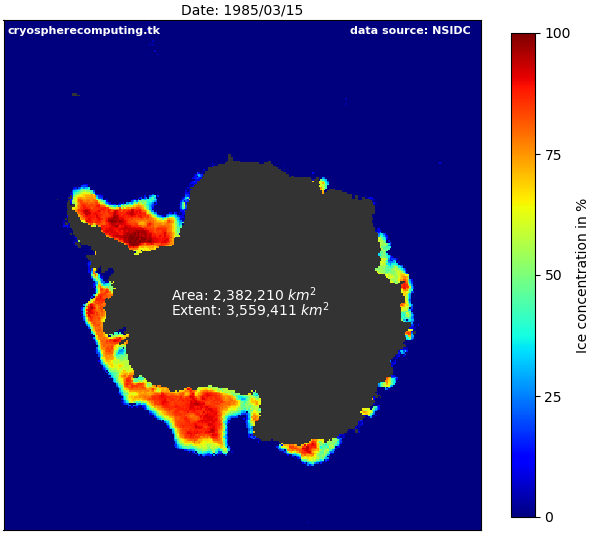 Date: 1985/03/15
cryospherecomputing.tk
data source: NSIDC
Area: 2,382,210 km²
Extent: 3,559,411 km²
100
75
50
25
0
Ice concentration in %